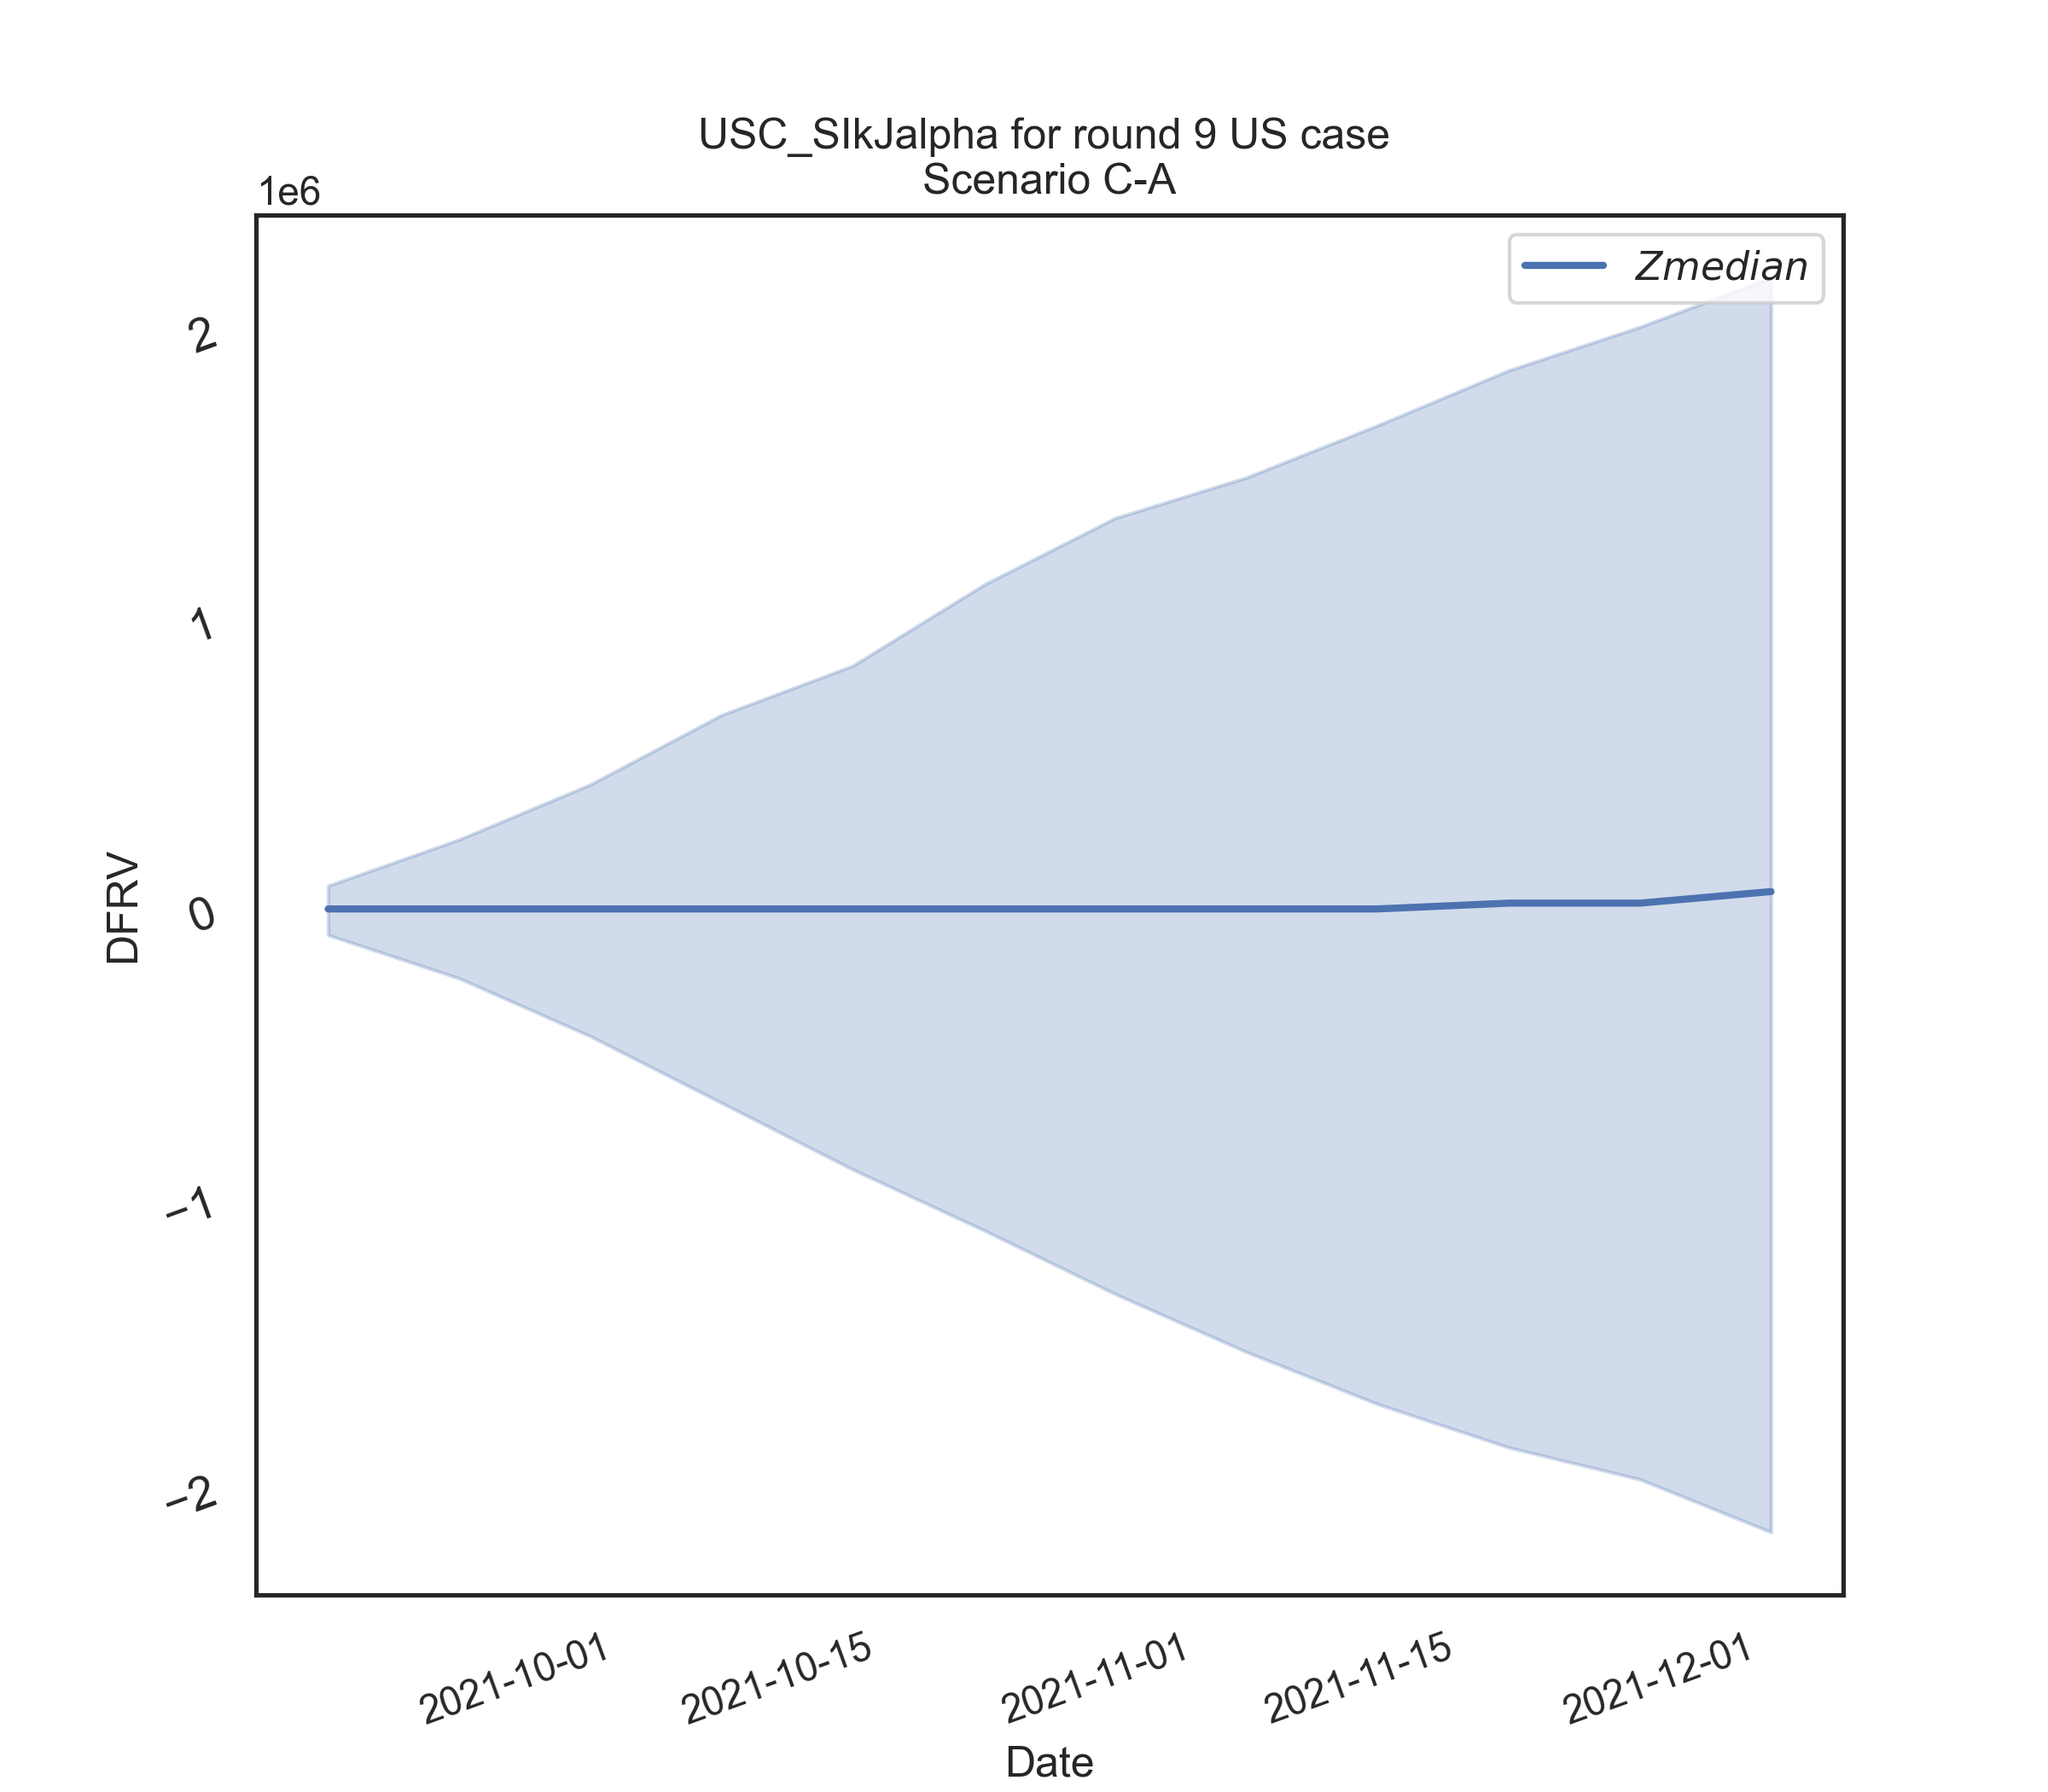 USC_SIkJalpha for round 9 US case
Scenario C-A
1e6
Zmedian
2
1
0
−1
−2
DFRV
2021-10-01
2021-10-15
2021-11-01
2021-11-15
2021-12-01
Date